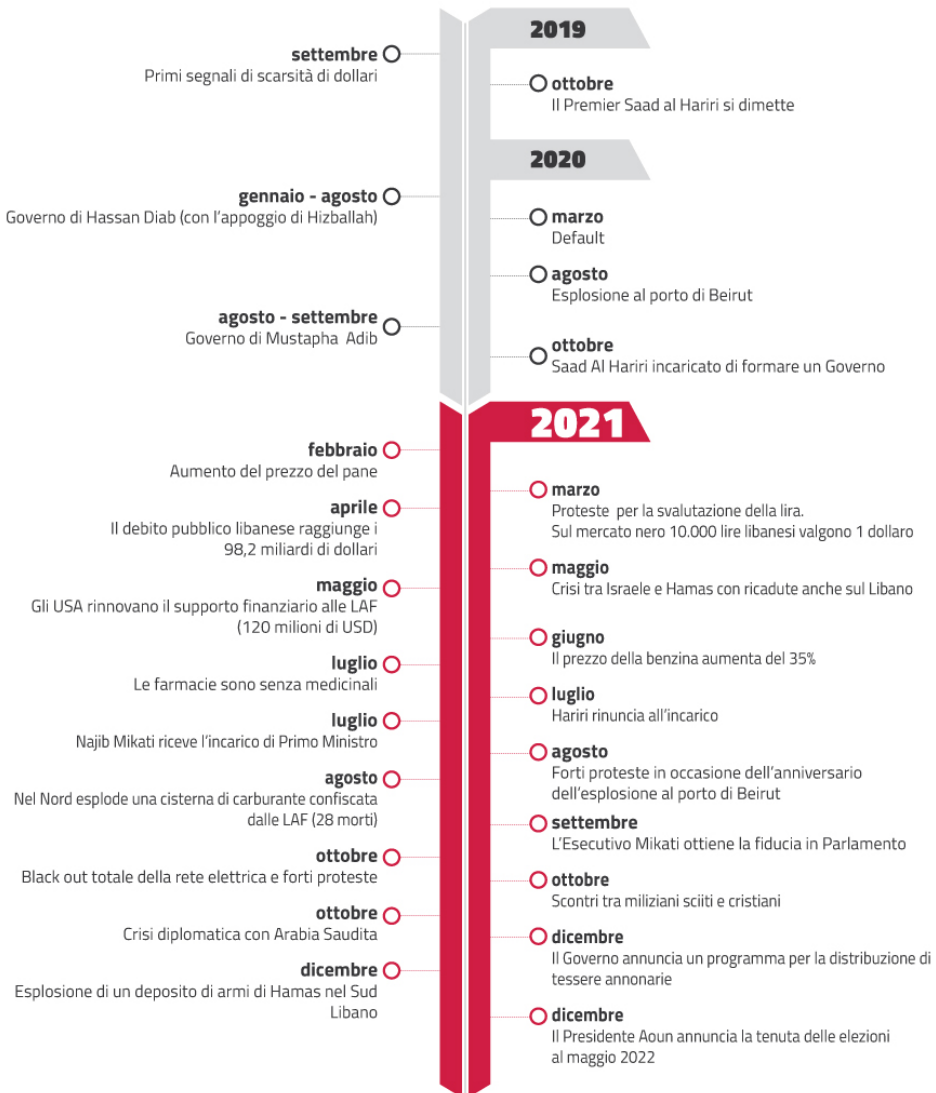 2019
settembre
Primi segnali di scarsità di dollari
ottobre
Il Premier Saad al Hariri si dimette
2020
gennaio - agosto
Governo di Hassan Diab (con l'appoggio di Hizballah)
marzo
Default
agosto
Esplosione al porto di Beirut
agosto - settembre
Governo di Mustapha Adib
ottobre
Saad Al Hariri incaricato di formare un Governo
2021
febbraio
Aumento del prezzo del pane
marzo
Proteste per la svalutazione della lira.
Sul mercato nero 10.000 lire libanesi valgono 1 dollaro
aprile
Il debito pubblico libanese raggiunge i
98,2 miliardi di dollari
maggio
Crisi tra Israele e Hamas con ricadute anche sul Libano
maggio
Gli USA rinnovano il supporto finanziario alle LAF
(120 milioni di USD)
giugno
Il prezzo della benzina aumenta del 35%
luglio
Le farmacie sono senza medicinali
luglio
Hariri rinuncia all'incarico
luglio
Najib Mikati riceve l'incarico di Primo Ministro
agosto
Forti proteste in occasione dell'anniversario
dell'esplosione al porto di Beirut
agosto
Nel Nord esplode una cisterna di carburante confiscata
dalle LAF (28 morti)
settembre
L'Esecutivo Mikati ottiene la fiducia in Parlamento
ottobre
Black out totale della rete elettrica e forti proteste
ottobre
Scontri tra miliziani sciiti e cristiani
ottobre
Crisi diplomatica con Arabia Saudita
dicembre
Il Governo annuncia un programma per la distribuzione di
tessere annonarie
dicembre
Esplosione di un deposito di armi di Hamas nel Sud
Libano
dicembre
Il Presidente Aoun annuncia la tenuta delle elezioni
al maggio 2022